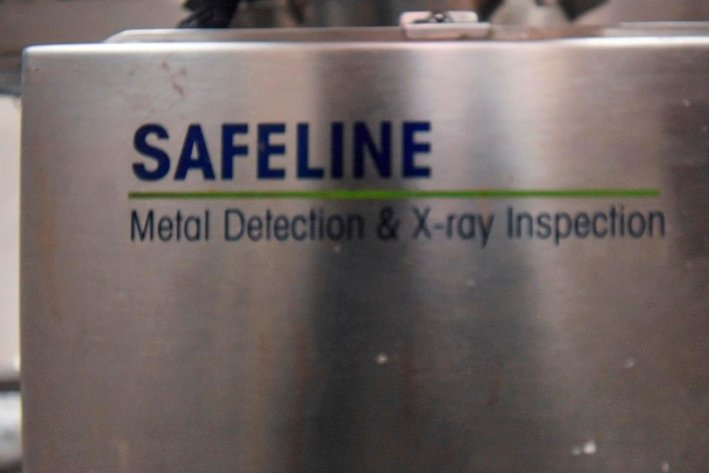 SAFELINE
Metal Detection & X-ray Inspection